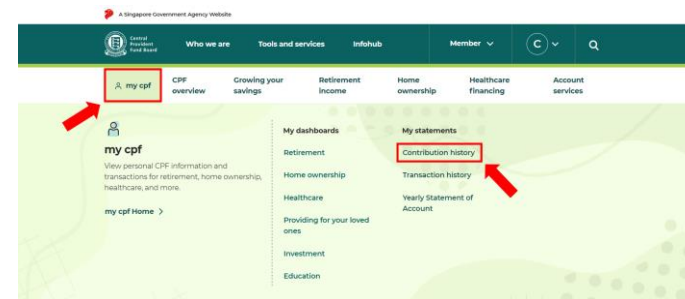 A Singapore Government Agency Website
Central
Provident
Fund Board
Who we are
Tools and services
Infohub
Member
C
my cpf
CPF
overview
Growing your
savings
Retirement
income
Home
ownership
Healthcare
financing
Account
services
my cpf
View personal CPF information and
transactions for retirement, home ownership,
healthcare, and more.
my cpf Home >
My dashboards
Retirement
Home ownership
Healthcare
Providing for your loved
ones
Investment
Education
My statements
Contribution history
Transaction history
Yearly Statement of
Account